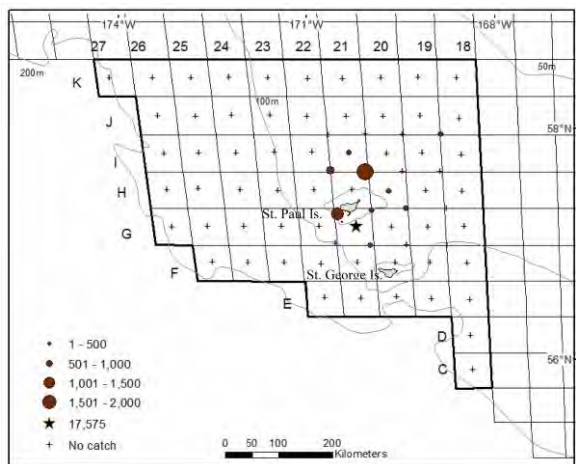 174°W 171°W 168°W
27 26 25 24 23 22 21 20 19 18
200m 50m
K
100m
J
58°N
I
H
St. Paul Is.
57°N
G
F
St. George Is.
E
D
1 - 500
501 - 1,000
56°N
C
1,001 - 1,500
1,501 - 2,000
17,575
No catch
0 50 100 200
Kilometers